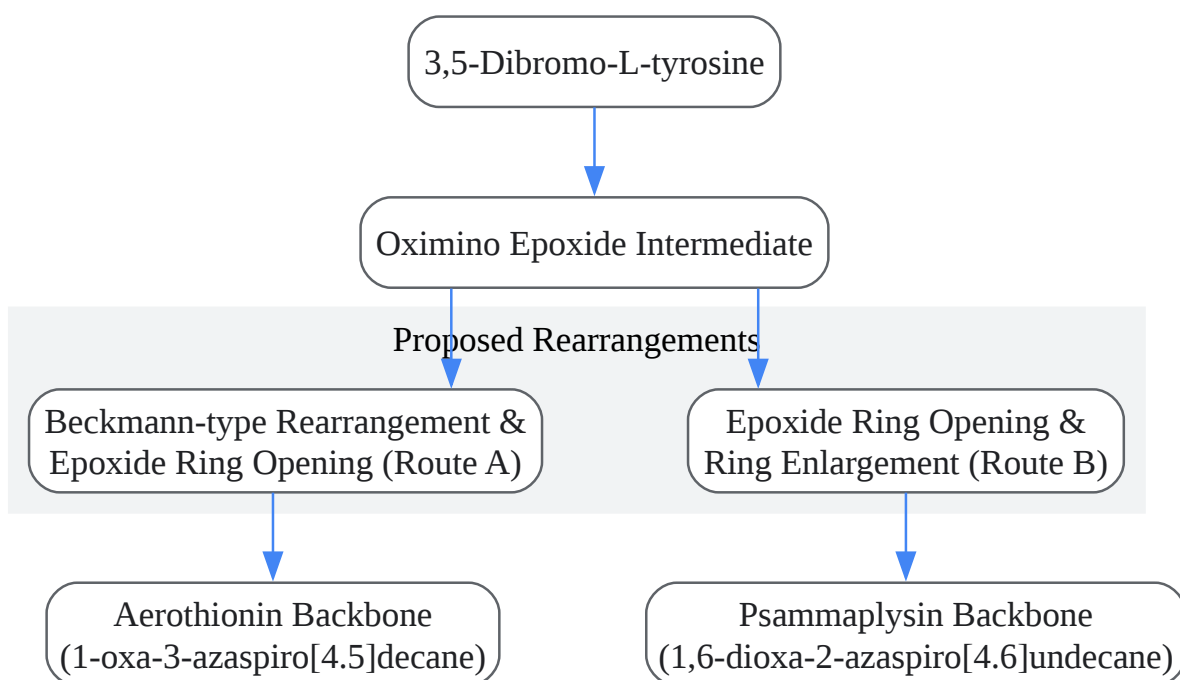 3,5-Dibromo-L-tyrosine
Oximino Epoxide Intermediate
Proposed Rearrangements
Beckmann-type Rearrangement &
Epoxide Ring Opening (Route A)
Epoxide Ring Opening &
Ring Enlargement (Route B)
Aerothionin Backbone
(1-oxa-3-azaspiro[4.5]decane)
Psammaplysin Backbone
(1,6-dioxa-2-azaspiro[4.6]undecane)